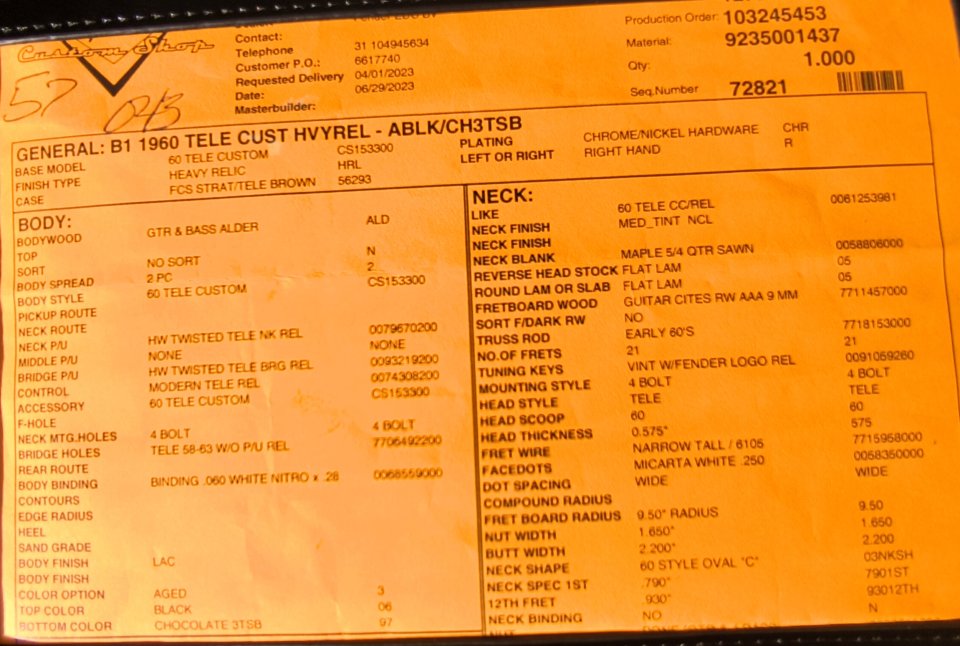 Custom Shop
57 043
Contact:
Telephone 31 104945634
Customer P.O.: 6617740
Requested Delivery 04/01/2023
Date: 06/29/2023
Masterbuilder:
Production Order: 103245453
Material: 9235001437
Qty: 1.000
Seq.Number 72821
GENERAL: B1 1960 TELE CUST HVYREL - ABLK/CH3TSB
BASE MODEL 60 TELE CUSTOM CS153300
FINISH TYPE HEAVY RELIC HRL
CASE FCS STRAT/TELE BROWN 56293
PLATING CHROME/NICKEL HARDWARE CHR
LEFT OR RIGHT RIGHT HAND R
BODY:
BODYWOOD GTR & BASS ALDER ALD
TOP
SORT NO SORT N
BODY SPREAD 2 PC 2
BODY STYLE 60 TELE CUSTOM CS153300
PICKUP ROUTE
NECK ROUTE
NECK P/U HW TWISTED TELE NK REL 0079670200
MIDDLE P/U NONE NONE
BRIDGE P/U HW TWISTED TELE BRG REL 0093219200
CONTROL MODERN TELE REL 0074308200
ACCESSORY 60 TELE CUSTOM CS153300
F-HOLE
NECK MTG.HOLES 4 BOLT 4 BOLT
BRIDGE HOLES TELE 58-63 W/O P/U REL 7706492200
REAR ROUTE
BODY BINDING BINDING .060 WHITE NITRO x .28 0068559000
CONTOURS
EDGE RADIUS
HEEL
SAND GRADE
BODY FINISH LAC
BODY FINISH
COLOR OPTION AGED 3
TOP COLOR BLACK 06
BOTTOM COLOR CHOCOLATE 3TSB 97
NECK:
LIKE 60 TELE CC/REL 0061253981
NECK FINISH MED_TINT NCL
NECK FINISH
NECK BLANK MAPLE 5/4 QTR SAWN 0058806000
REVERSE HEAD STOCK FLAT LAM 05
ROUND LAM OR SLAB FLAT LAM 05
FRETBOARD WOOD GUITAR CITES RW AAA 9 MM 7711457000
SORT F/DARK RW NO
TRUSS ROD EARLY 60'S 7718153000
NO.OF FRETS 21 21
TUNING KEYS VINT W/FENDER LOGO REL 0091059260
MOUNTING STYLE 4 BOLT 4 BOLT
HEAD STYLE TELE TELE
HEAD SCOOP 60 60
HEAD THICKNESS 0.575" 575
FRET WIRE NARROW TALL / 6105 7715958000
FACEDOTS MICARTA WHITE .250 0058350000
DOT SPACING WIDE WIDE
COMPOUND RADIUS
FRET BOARD RADIUS 9.50" RADIUS 9.50
NUT WIDTH 1.650" 1.650
BUTT WIDTH 2.200" 2.200
NECK SHAPE 60 STYLE OVAL "C" 03NKSH
NECK SPEC 1ST .790" 7901ST
12TH FRET .930" 93012TH
NECK BINDING NO N